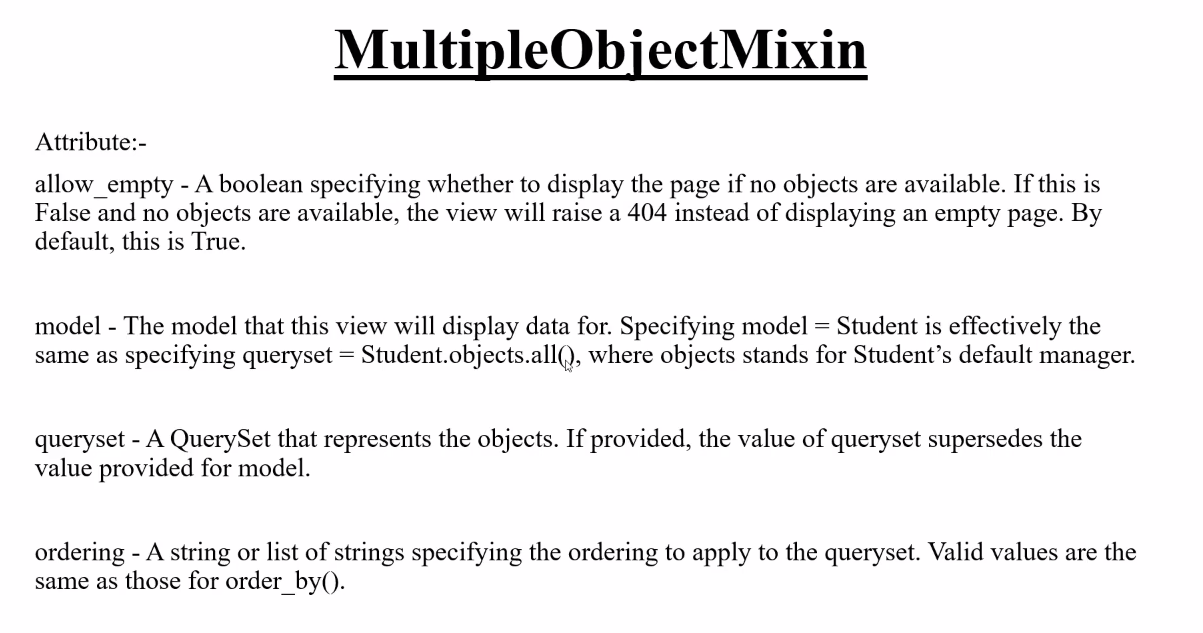 MultipleObjectMixin
Attribute:-
allow_empty - A boolean specifying whether to display the page if no objects are available. If this is
False and no objects are available, the view will raise a 404 instead of displaying an empty page. By
default, this is True.
model - The model that this view will display data for. Specifying model = Student is effectively the
same as specifying queryset = Student.objects.all(), where objects stands for Student’s default manager.
queryset - A QuerySet that represents the objects. If provided, the value of queryset supersedes the
value provided for model.
ordering - A string or list of strings specifying the ordering to apply to the queryset. Valid values are the
same as those for order_by().